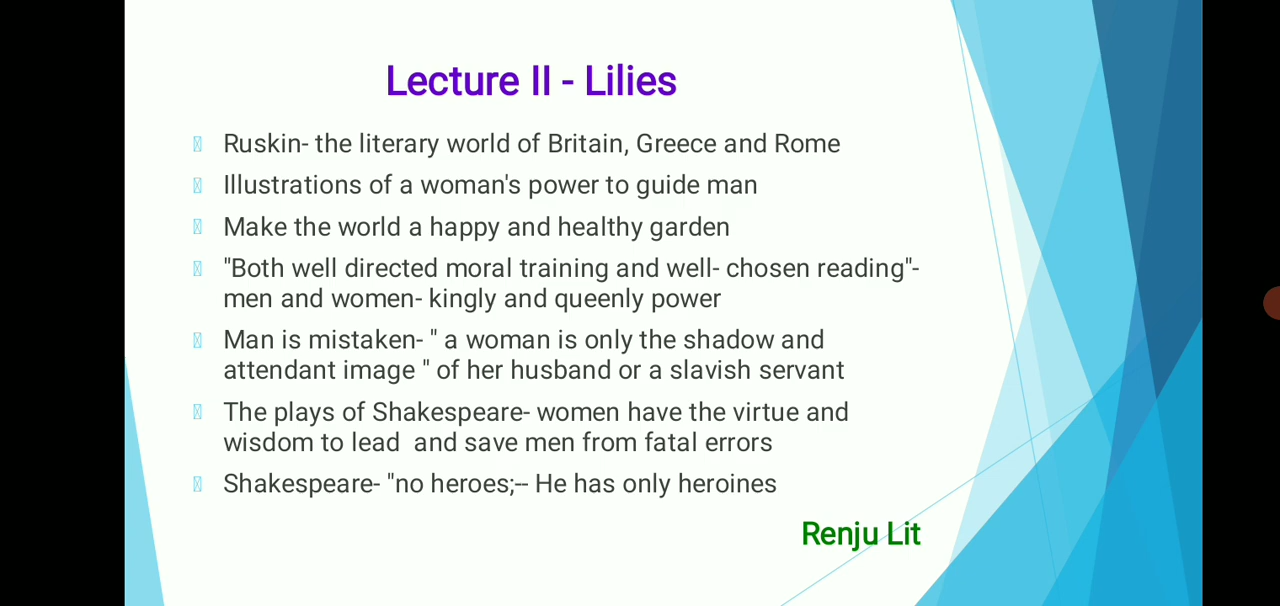 Lecture II - Lilies
Ruskin- the literary world of Britain, Greece and Rome
Illustrations of a woman's power to guide man
Make the world a happy and healthy garden
"Both well directed moral training and well- chosen reading"-
men and women- kingly and queenly power
Man is mistaken- " a woman is only the shadow and
attendant image " of her husband or a slavish servant
The plays of Shakespeare- women have the virtue and
wisdom to lead  and save men from fatal errors
Shakespeare- "no heroes;-- He has only heroines
Renju Lit